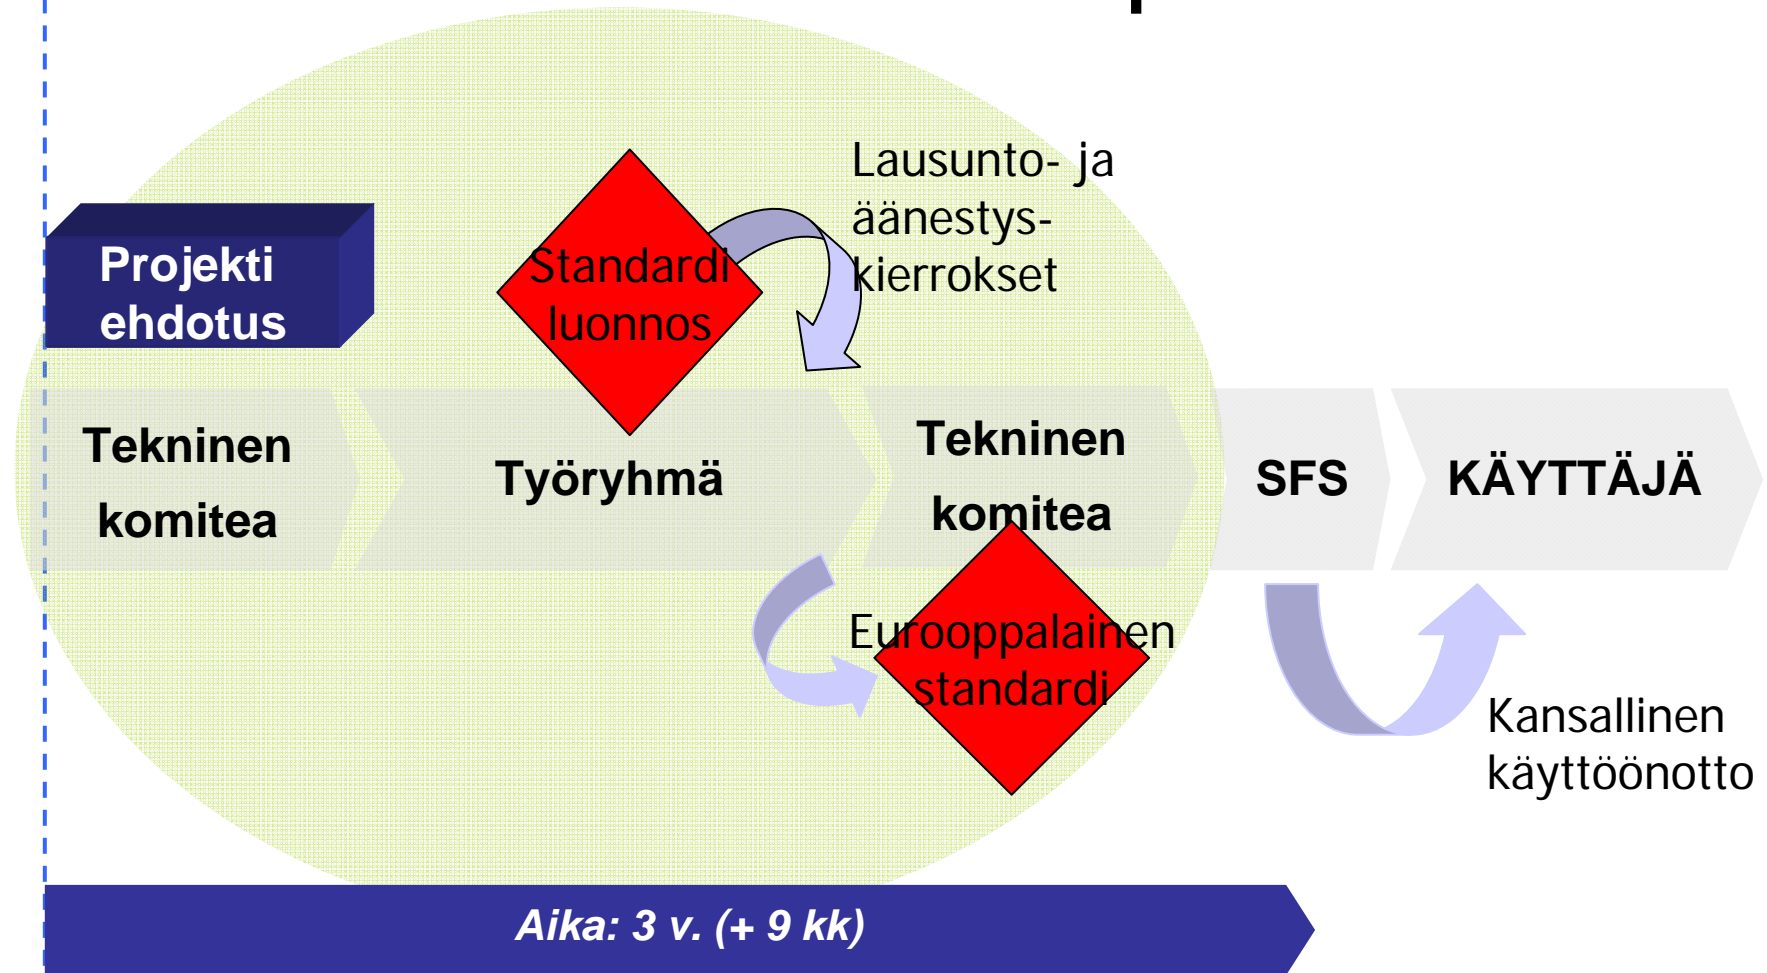 Lausunto- ja
äänestys-
kierrokset
Projekti
ehdotus
Standardi
luonnos
Tekninen
komitea
Työryhmä
Tekninen
komitea
SFS
KÄYTTÄJÄ
Eurooppalainen
standardi
Kansallinen
käyttöönotto
Aika: 3 v. (+ 9 kk)